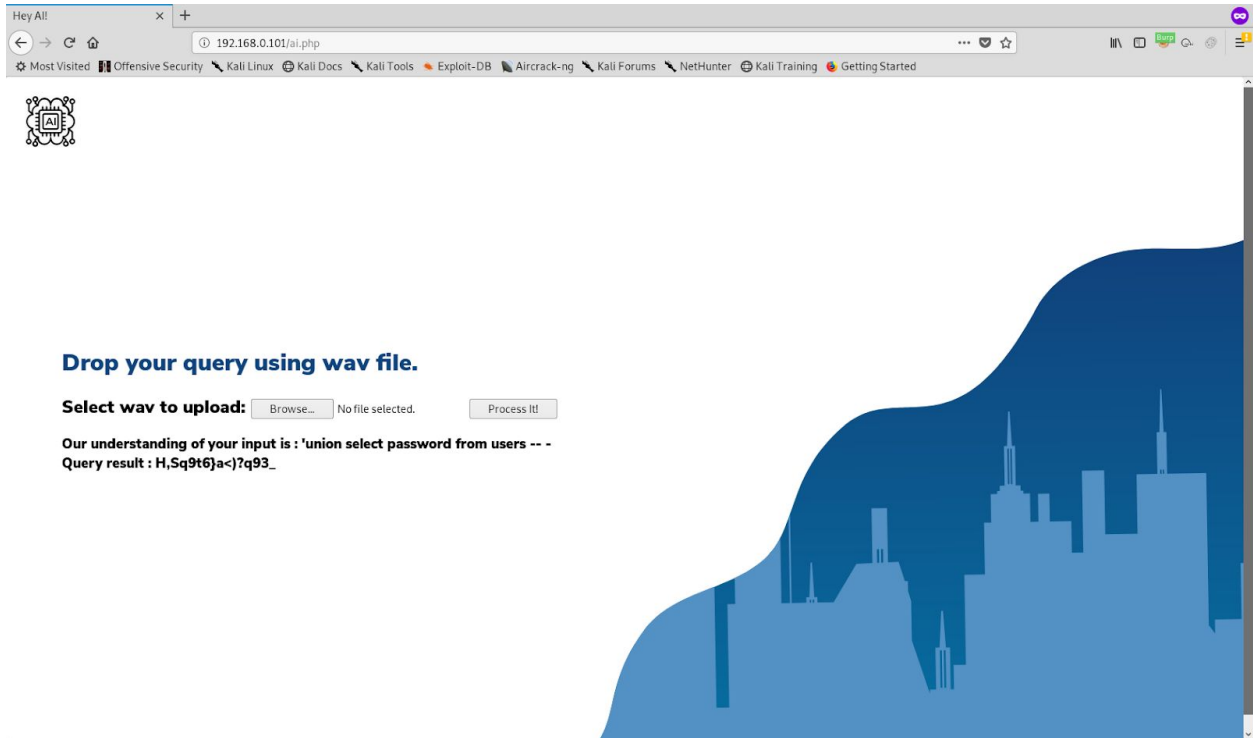 Hey AI!
192.168.0.101/ai.php
Burp
1
Most Visited Offensive Security Kali Linux Kali Docs Kali Tools Exploit-DB Aircrack-ng Kali Forums NetHunter Kali Training Getting Started
AI
Drop your query using wav file.
Select wav to upload: Browse... No file selected. Process It!
Our understanding of your input is : 'union select password from users -- -
Query result : H,Sq9t6}a<)?q93_